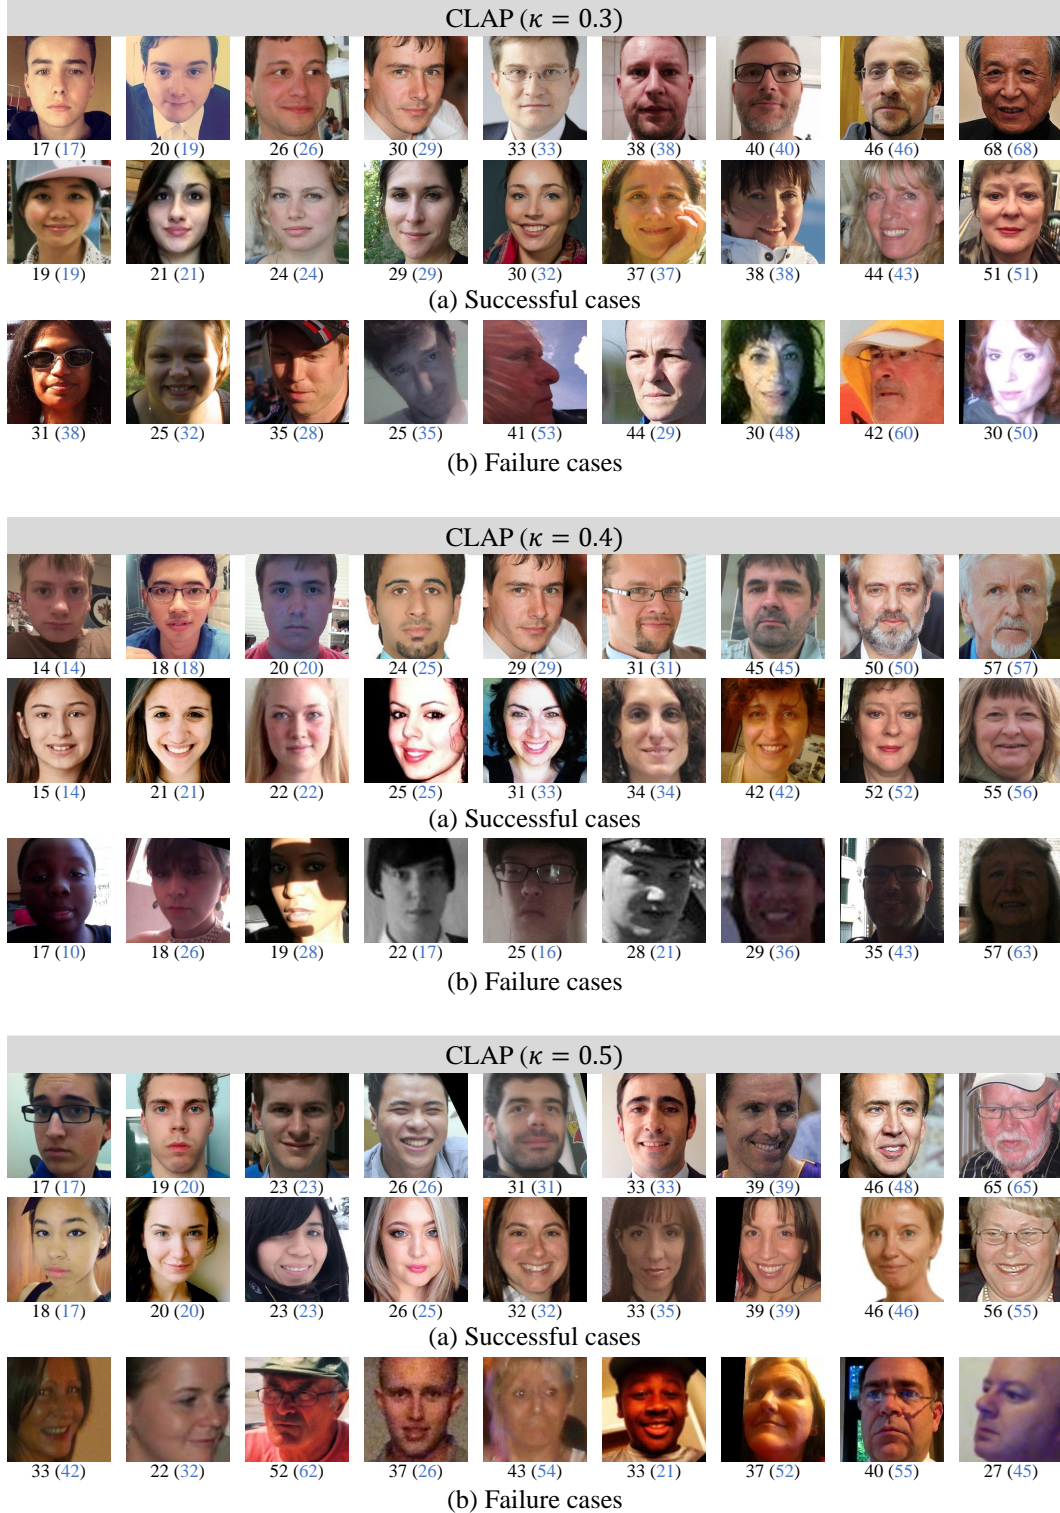 CLAP (κ = 0.3)
17 (17) 20 (19) 26 (26) 30 (29) 33 (33) 38 (38) 40 (40) 46 (46) 68 (68)
19 (19) 21 (21) 24 (24) 29 (29) 30 (32) 37 (37) 38 (38) 44 (43) 51 (51)
(a) Successful cases
31 (38) 25 (32) 35 (28) 25 (35) 41 (53) 44 (29) 30 (48) 42 (60) 30 (50)
(b) Failure cases
CLAP (κ = 0.4)
14 (14) 18 (18) 20 (20) 24 (25) 29 (29) 31 (31) 45 (45) 50 (50) 57 (57)
15 (14) 21 (21) 22 (22) 25 (25) 31 (33) 34 (34) 42 (42) 52 (52) 55 (56)
(a) Successful cases
17 (10) 18 (26) 19 (28) 22 (17) 25 (16) 28 (21) 29 (36) 35 (43) 57 (63)
(b) Failure cases
CLAP (κ = 0.5)
17 (17) 19 (20) 23 (23) 26 (26) 31 (31) 33 (33) 39 (39) 46 (48) 65 (65)
18 (17) 20 (20) 23 (23) 26 (25) 32 (32) 33 (35) 39 (39) 46 (46) 56 (55)
(a) Successful cases
33 (42) 22 (32) 52 (62) 37 (26) 43 (54) 33 (21) 37 (52) 40 (55) 27 (45)
(b) Failure cases